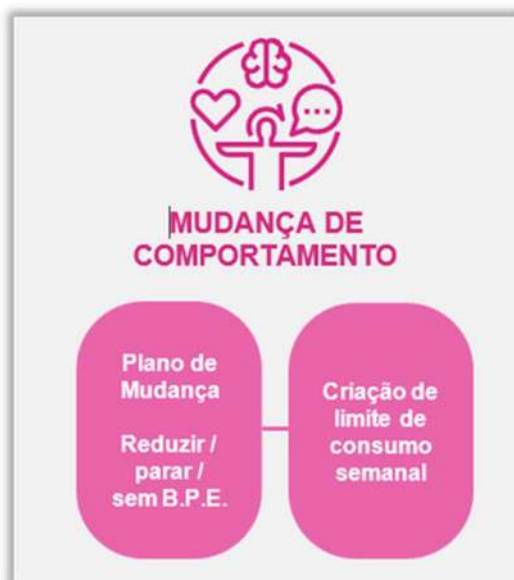 MUDANÇA DE
COMPORTAMENTO
Plano de
Mudança
Reduzir /
parar /
sem B.P.E.
Criação de
limite de
consumo
semanal